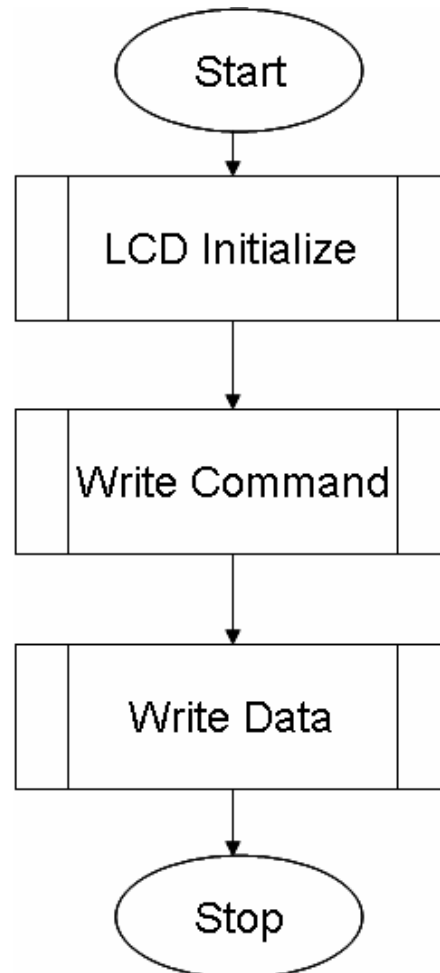 Start
LCD Initialize
Write Command
Write Data
Stop